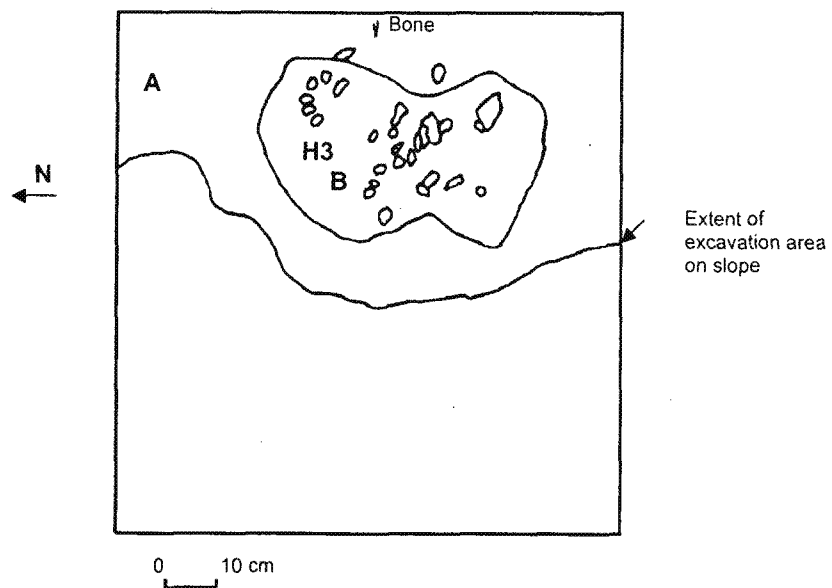 Bone
A
H3
B
N
Extent of
excavation area
on slope
0 10 cm